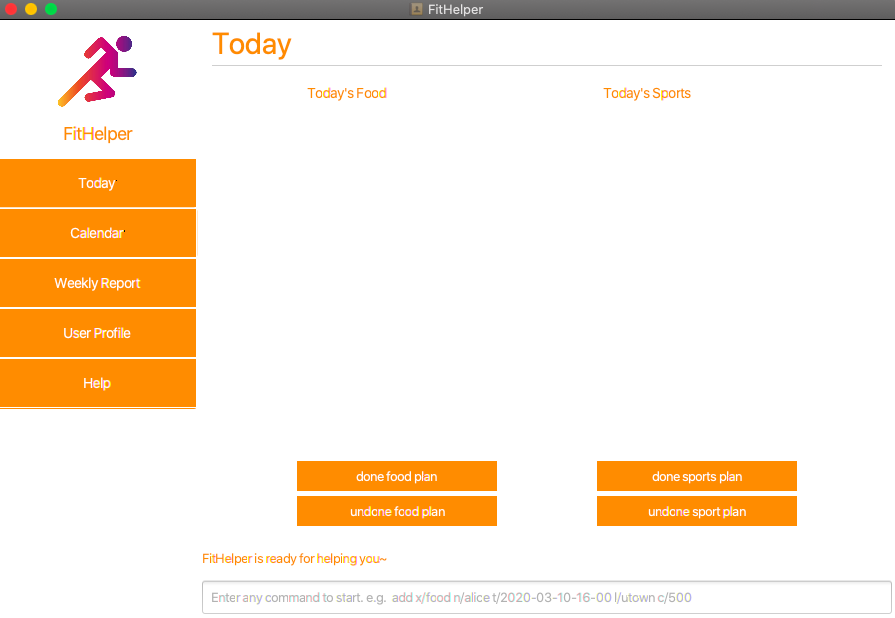 FitHelper
Today
Today's Food
Today's Sports
FitHelper
Today
Calendar
Weekly Report
User Profile
Help
done food plan
done sports plan
undone food plan
undone sport plan
FitHelper is ready for helping you~
Enter any command to start. e.g.  add x/food n/alice t/2020-03-10-16-00 l/utown c/500